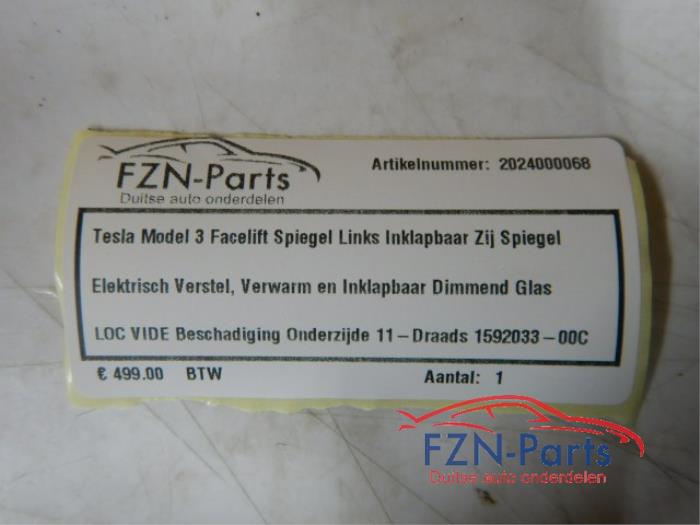 FZN-Parts
Duitse auto onderdelen
Artikelnummer: 2024000068
Tesla Model 3 Facelift Spiegel Links Inklapbaar Zij Spiegel
Elektrisch Verstel, Verwarm en Inklapbaar Dimmend Glas
LOC VIDE Beschadiging Onderzijde 11-Draads 1592033-00C
€ 499.00 BTW
Aantal: 1
FZN-Parts
Duitse auto onderdelen